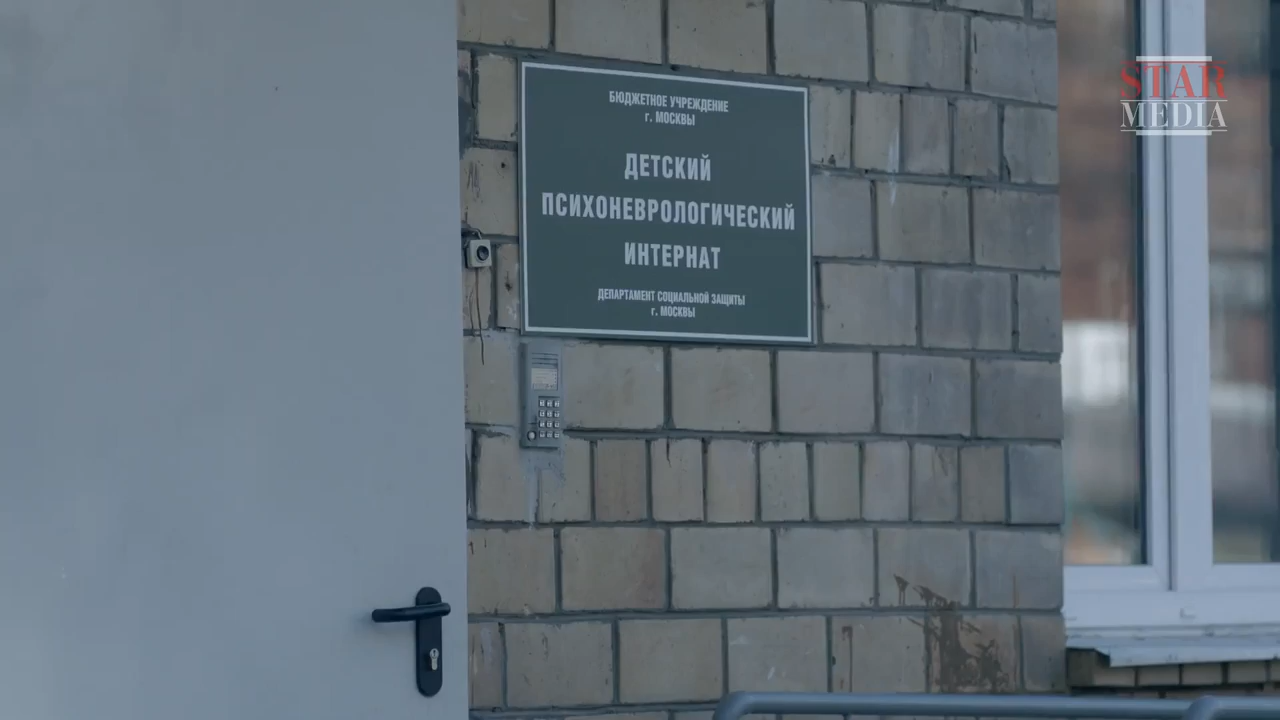 БЮДЖЕТНОЕ УЧРЕЖДЕНИЕ
г. МОСКВЫ
ДЕТСКИЙ
ПСИХОНЕВРОЛОГИЧЕСКИЙ
ИНТЕРНАТ
ДЕПАРТАМЕНТ СОЦИАЛЬНОЙ ЗАЩИТЫ
г. МОСКВЫ
STAR
MEDIA